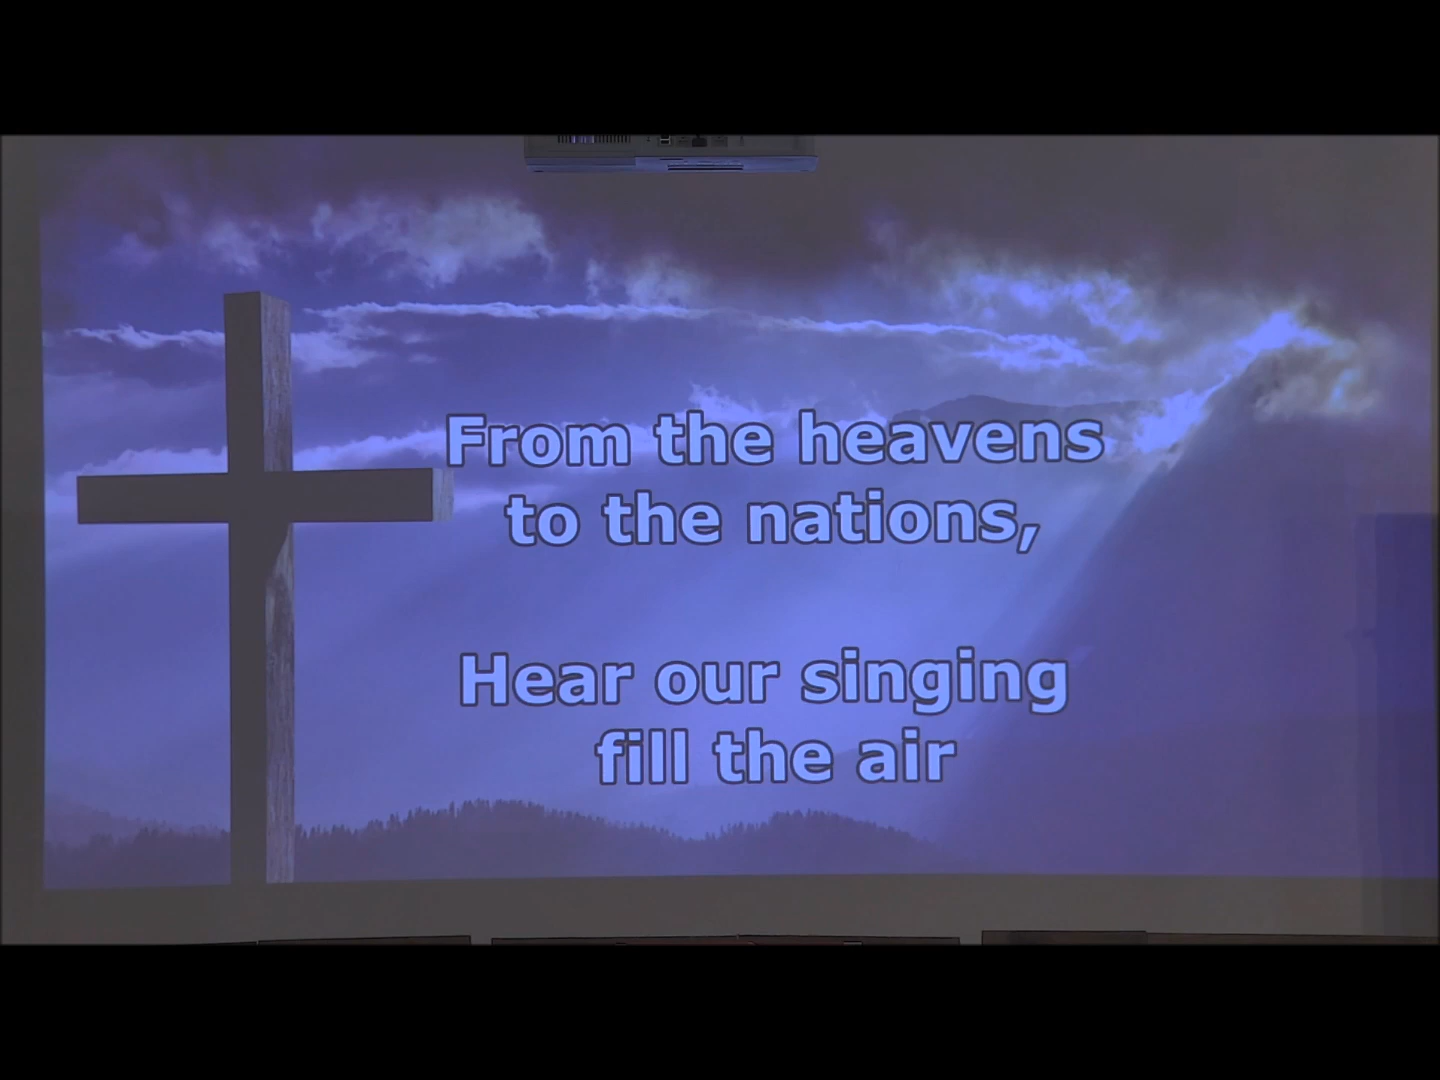 From the heavens
to the nations,
Hear our singing
fill the air